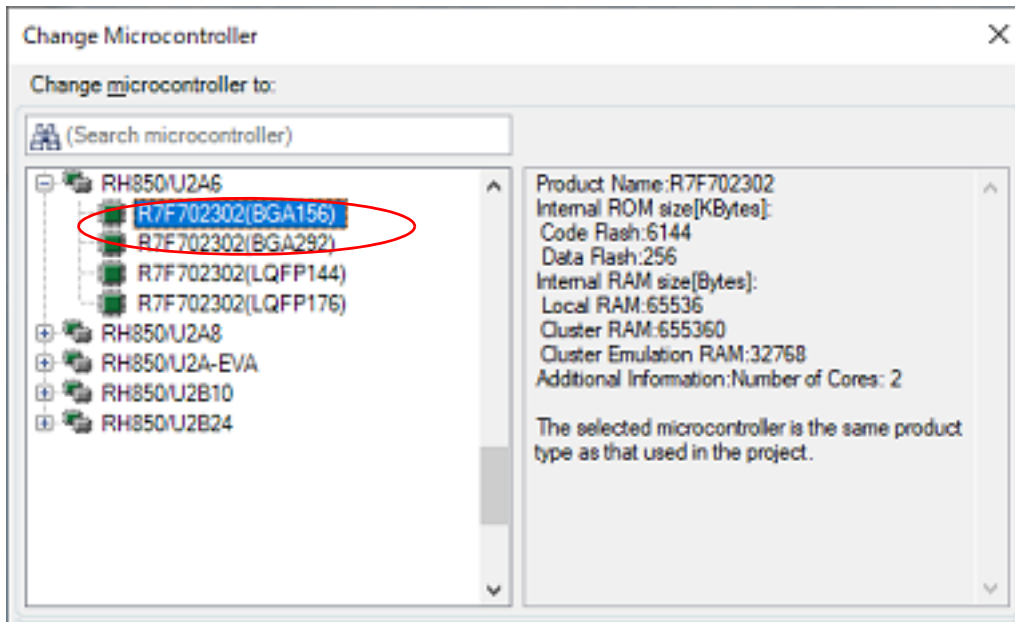 Change Microcontroller
Change microcontroller to:
(Search microcontroller)
RH850/U2A6
R7F702302(BGA156)
R7F702302(BGA292)
R7F702302(LQFP144)
R7F702302(LQFP176)
RH850/U2A8
RH850/U2A-EVA
RH850/U2B10
RH850/U2B24
Product Name:R7F702302
Internal ROM size[KBytes]:
Code Flash:6144
Data Flash:256
Internal RAM size[Bytes]:
Local RAM:65536
Cluster RAM:655360
Cluster Emulation RAM:32768
Additional Information:Number of Cores: 2
The selected microcontroller is the same product
type as that used in the project.